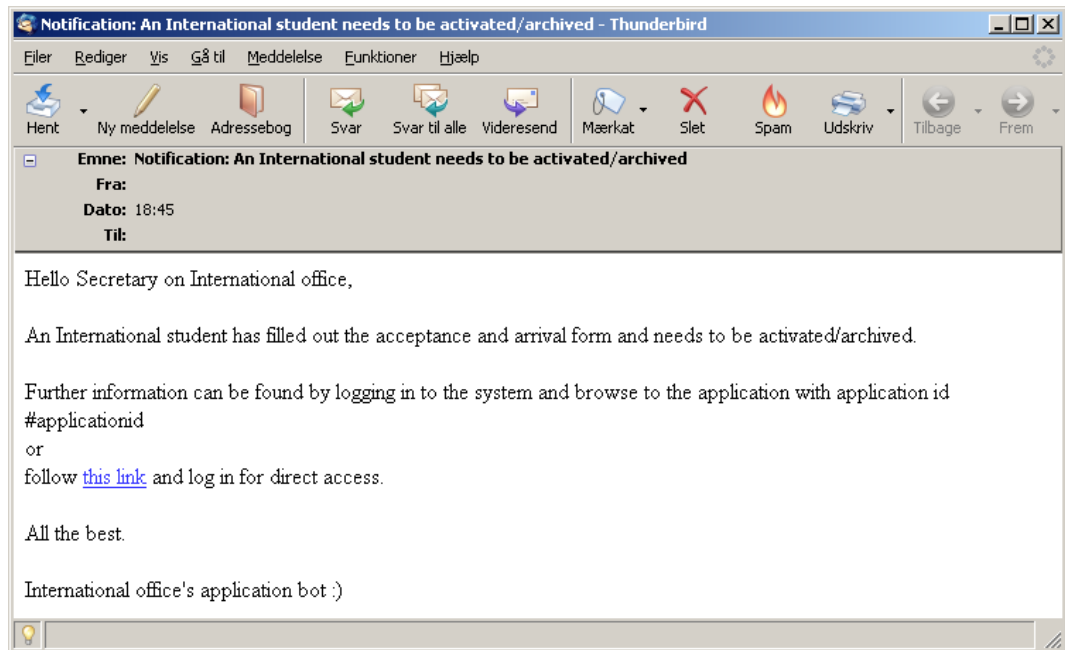 Notification: An International student needs to be activated/archived - Thunderbird
Filer Rediger Vis Gå til Meddelelse Funktioner Hjælp
Hent Ny meddelelse Adressebog Svar Svar til alle Videresend Mærkat Slet Spam Udskriv Tilbage Frem
Emne: Notification: An International student needs to be activated/archived
Fra:
Dato: 18:45
Til:
Hello Secretary on International office,
An International student has filled out the acceptance and arrival form and needs to be activated/archived.
Further information can be found by logging in to the system and browse to the application with application id
#applicationid
or
follow this link and log in for direct access.
All the best.
International office's application bot :)